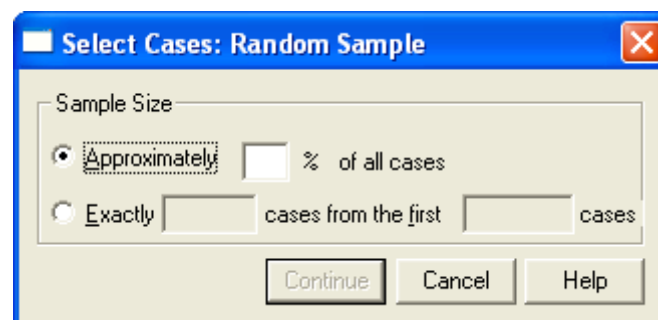 Select Cases: Random Sample
Sample Size
Approximately % of all cases
Exactly cases from the first cases
Continue Cancel Help